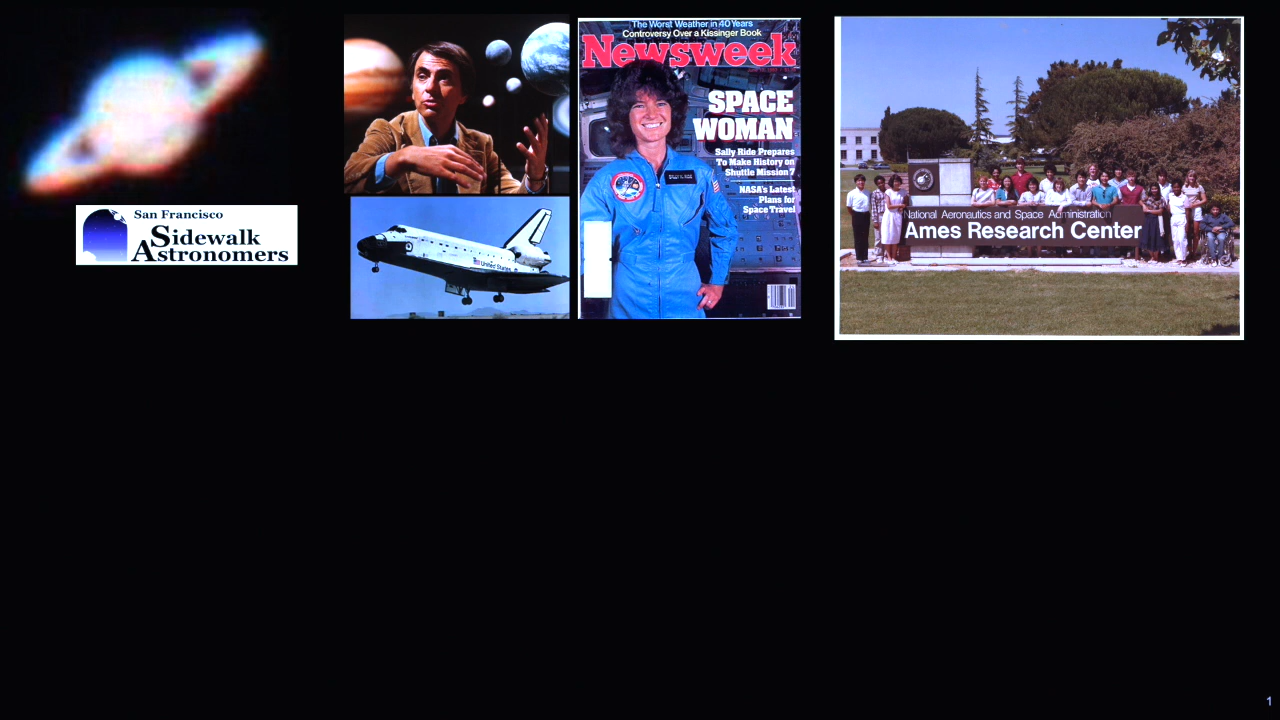 San Francisco
Sidewalk
Astronomers
United States
The Worst Weather in 40 Years
Controversy Over a Kissinger Book
Newsweek
SPACE
WOMAN
Sally Ride Prepares
To Make History on
Shuttle Mission 7
NASA's Latest
Plans for
Space Travel
National Aeronautics and Space Administration
Ames Research Center
1